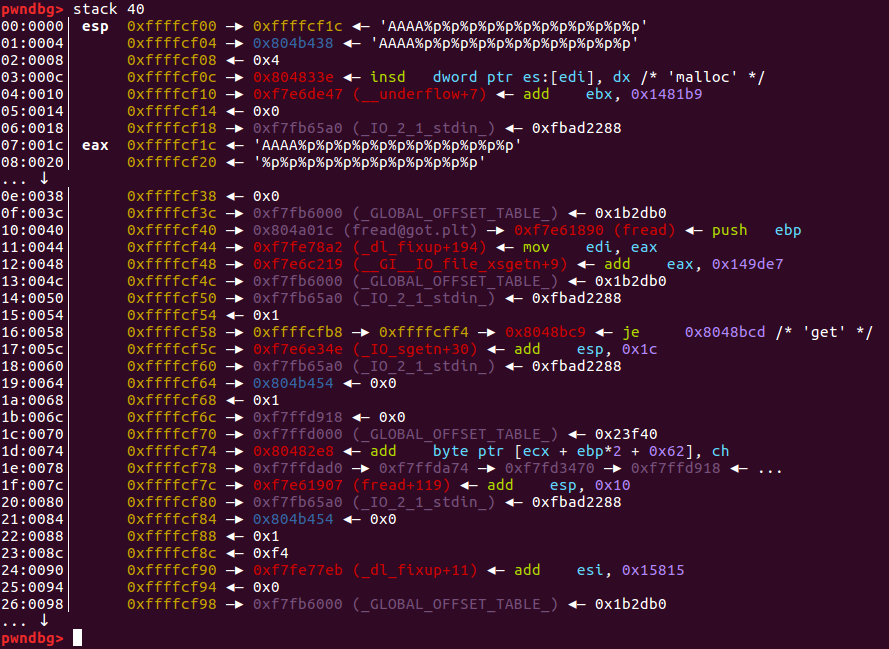 pwndbg> stack 40
00:0000│ esp  0xffffcf00 —▸ 0xffffcf1c ◂— 'AAAA%p%p%p%p%p%p%p%p%p%p%p%p'
01:0004│      0xffffcf04 —▸ 0x804b438 ◂— 'AAAA%p%p%p%p%p%p%p%p%p%p%p%p'
02:0008│      0xffffcf08 ◂— 0x4
03:000c│      0xffffcf0c —▸ 0x804833e ◂— insd   dword ptr es:[edi], dx /* 'malloc' */
04:0010│      0xffffcf10 —▸ 0xf7e6de47 (__underflow+7) ◂— add    ebx, 0x1481b9
05:0014│      0xffffcf14 ◂— 0x0
06:0018│      0xffffcf18 —▸ 0xf7fb65a0 (_IO_2_1_stdin_) ◂— 0xfbad2288
07:001c│ eax  0xffffcf1c ◂— 'AAAA%p%p%p%p%p%p%p%p%p%p%p%p'
08:0020│      0xffffcf20 ◂— '%p%p%p%p%p%p%p%p%p%p%p%p'
... ↓
0e:0038│      0xffffcf38 ◂— 0x0
0f:003c│      0xffffcf3c —▸ 0xf7fb6000 (_GLOBAL_OFFSET_TABLE_) ◂— 0x1b2db0
10:0040│      0xffffcf40 —▸ 0x804a01c (fread@got.plt) —▸ 0xf7e61890 (fread) ◂— push   ebp
11:0044│      0xffffcf44 —▸ 0xf7fe78a2 (_dl_fixup+194) ◂— mov    edi, eax
12:0048│      0xffffcf48 —▸ 0xf7e6c219 (__GI__IO_file_xsgetn+9) ◂— add    eax, 0x149de7
13:004c│      0xffffcf4c —▸ 0xf7fb6000 (_GLOBAL_OFFSET_TABLE_) ◂— 0x1b2db0
14:0050│      0xffffcf50 —▸ 0xf7fb65a0 (_IO_2_1_stdin_) ◂— 0xfbad2288
15:0054│      0xffffcf54 ◂— 0x1
16:0058│      0xffffcf58 —▸ 0xffffcfb8 —▸ 0xffffcff4 —▸ 0x8048bc9 ◂— je     0x8048bcd /* 'get' */
17:005c│      0xffffcf5c —▸ 0xf7e6e34e (_IO_sgetn+30) ◂— add    esp, 0x1c
18:0060│      0xffffcf60 —▸ 0xf7fb65a0 (_IO_2_1_stdin_) ◂— 0xfbad2288
19:0064│      0xffffcf64 —▸ 0x804b454 ◂— 0x0
1a:0068│      0xffffcf68 ◂— 0x1
1b:006c│      0xffffcf6c —▸ 0xf7ffd918 ◂— 0x0
1c:0070│      0xffffcf70 —▸ 0xf7ffd000 (_GLOBAL_OFFSET_TABLE_) ◂— 0x23f40
1d:0074│      0xffffcf74 —▸ 0x80482e8 ◂— add    byte ptr [ecx + ebp*2 + 0x62], ch
1e:0078│      0xffffcf78 —▸ 0xf7ffdad0 —▸ 0xf7ffda74 —▸ 0xf7fd3470 —▸ 0xf7ffd918 ◂— ...
1f:007c│      0xffffcf7c —▸ 0xf7e61907 (fread+119) ◂— add    esp, 0x10
20:0080│      0xffffcf80 —▸ 0xf7fb65a0 (_IO_2_1_stdin_) ◂— 0xfbad2288
21:0084│      0xffffcf84 —▸ 0x804b454 ◂— 0x0
22:0088│      0xffffcf88 ◂— 0x1
23:008c│      0xffffcf8c ◂— 0xf4
24:0090│      0xffffcf90 —▸ 0xf7fe77eb (_dl_fixup+11) ◂— add    esi, 0x15815
25:0094│      0xffffcf94 ◂— 0x0
26:0098│      0xffffcf98 —▸ 0xf7fb6000 (_GLOBAL_OFFSET_TABLE_) ◂— 0x1b2db0
... ↓
pwndbg>